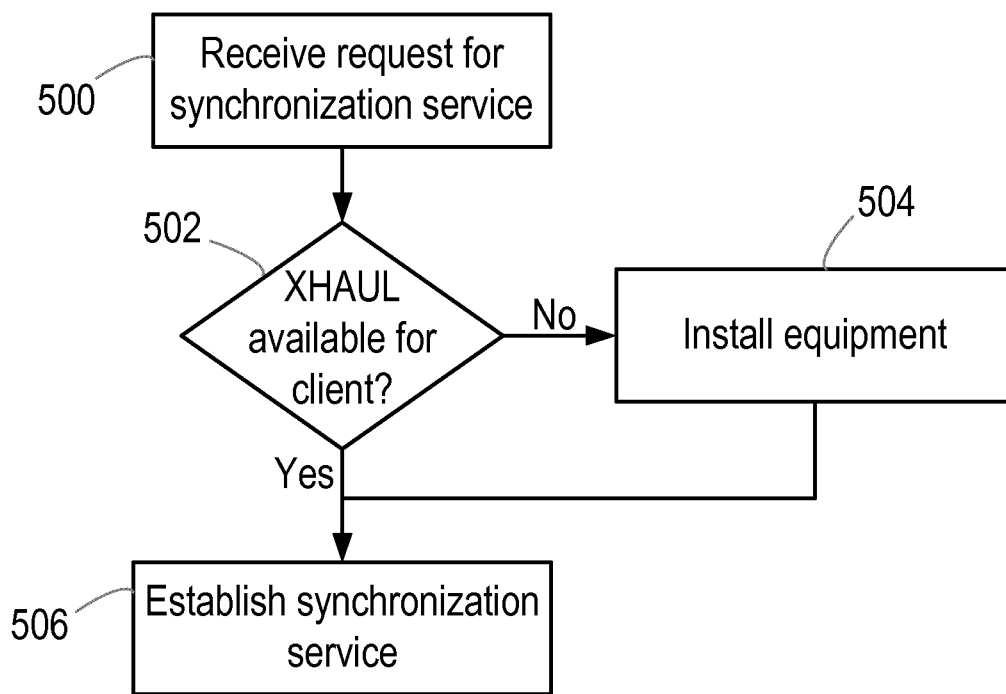 Receive request for
synchronization service
500
502
XHAUL
available for
client?
No
504
Install equipment
Yes
506
Establish synchronization
service